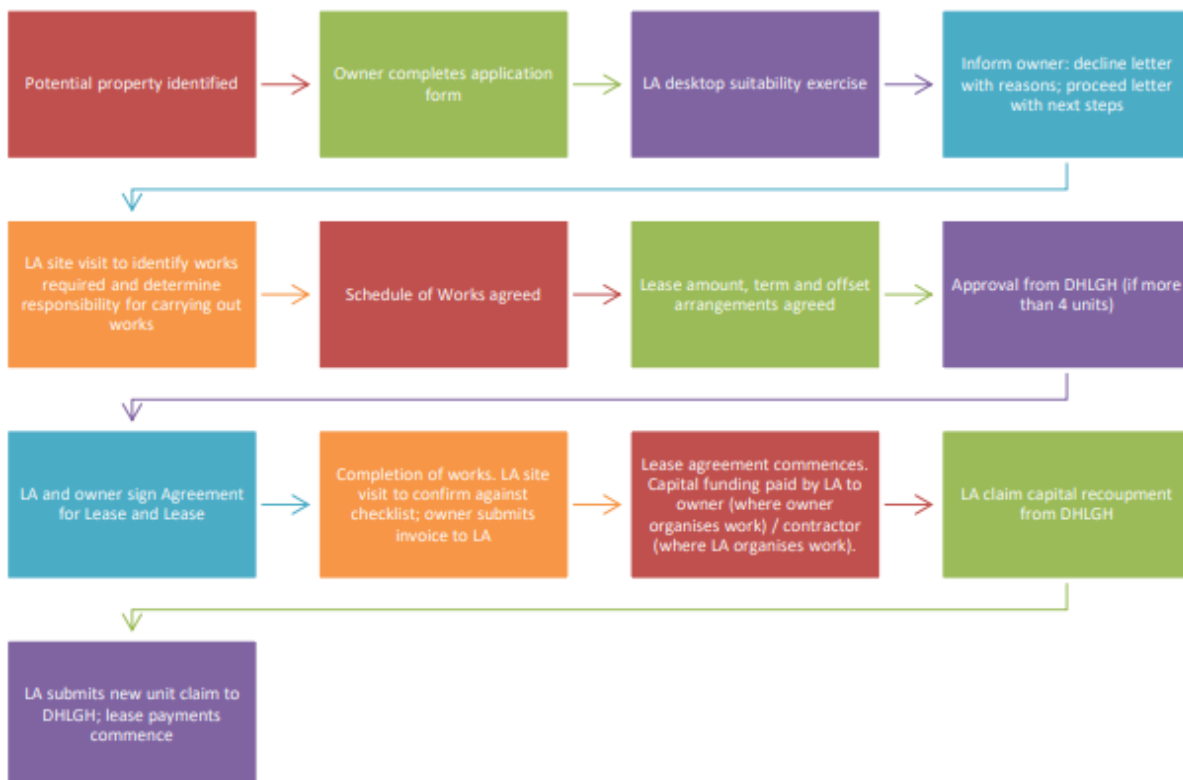 Potential property identified
Owner completes application
form
LA desktop suitability exercise
Inform owner: decline letter
with reasons; proceed letter
with next steps
LA site visit to identify works
required and determine
responsibility for carrying out
works
Schedule of Works agreed
Lease amount, term and offset
arrangements agreed
Approval from DHLGH (if more
than 4 units)
LA and owner sign Agreement
for Lease and Lease
Completion of works. LA site
visit to confirm against
checklist; owner submits
invoice to LA
Lease agreement commences.
Capital funding paid by LA to
owner (where owner
organises work) / contractor
(where LA organises work).
LA claim capital recoupment
from DHLGH
LA submits new unit claim to
DHLGH; lease payments
commence